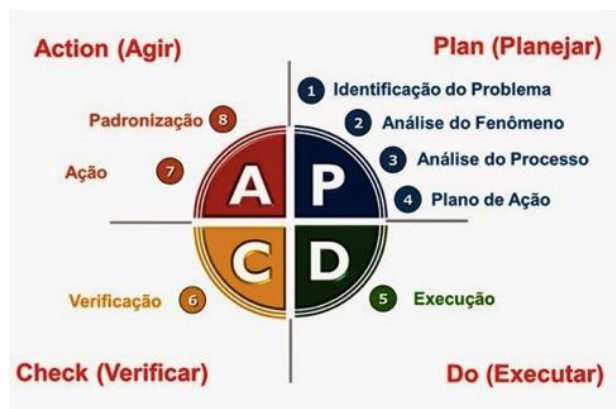 Action (Agir)
Plan (Planejar)
1 Identificação do Problema
2 Análise do Fenômeno
3 Análise do Processo
4 Plano de Ação
Padronização 8
Ação 7
A P
C D
Verificação 6
5 Execução
Check (Verificar)
Do (Executar)